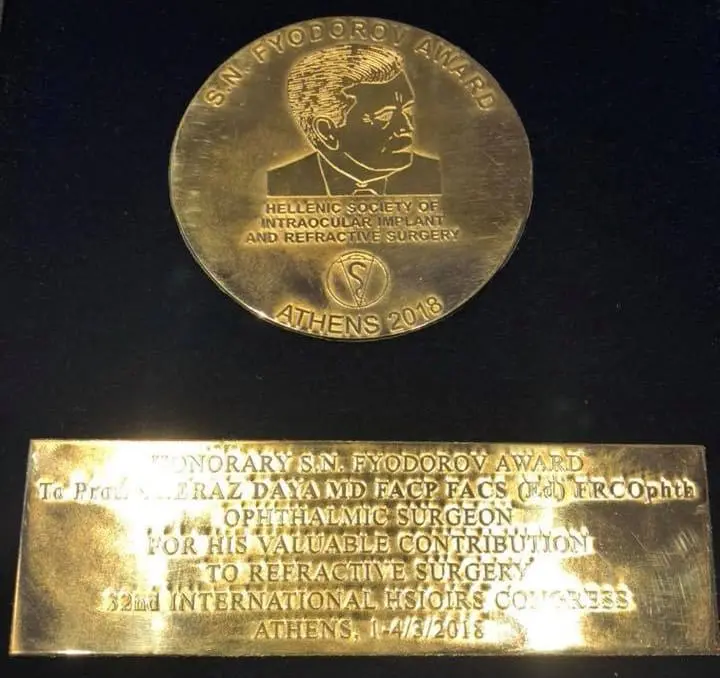 S.N. FYODOROV AWARD
HELLENIC SOCIETY OF
INTRAOCULAR IMPLANT
AND REFRACTIVE SURGERY
ATHENS 2018
HONORARY S.N. FYODOROV AWARD
To DAYA MD FACP FACS (Ed) FRCOphth
OPHTHALMIC SURGEON
FOR HIS VALUABLE CONTRIBUTION
TO REFRACTIVE SURGERY
32nd INTERNATIONAL HSIOIRS CONGRESS
ATHENS, 1-4/3/2018